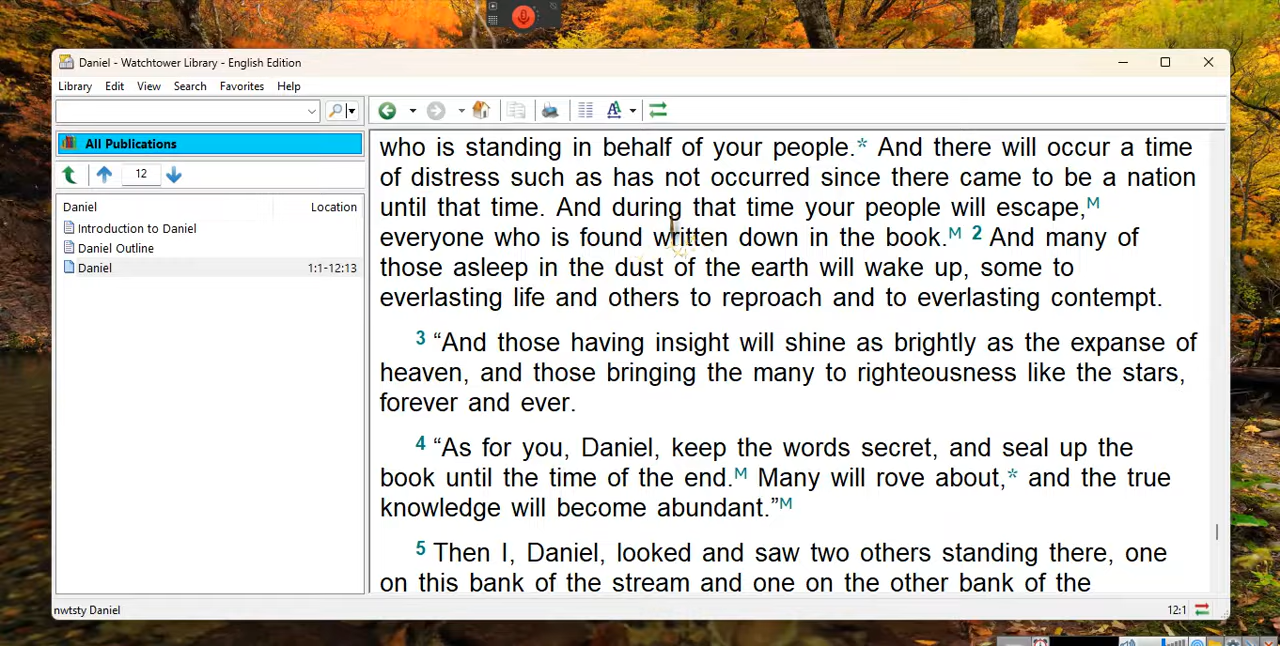 Daniel - Watchtower Library - English Edition
Library Edit View Search Favorites Help
All Publications
12
Daniel Location
Introduction to Daniel
Daniel Outline
Daniel 1:1-12:13
who is standing in behalf of your people.* And there will occur a time
of distress such as has not occurred since there came to be a nation
until that time. And during that time your people will escape,M
everyone who is found written down in the book.M 2 And many of
those asleep in the dust of the earth will wake up, some to
everlasting life and others to reproach and to everlasting contempt.
3 “And those having insight will shine as brightly as the expanse of
heaven, and those bringing the many to righteousness like the stars,
forever and ever.
4 “As for you, Daniel, keep the words secret, and seal up the
book until the time of the end.M Many will rove about,* and the true
knowledge will become abundant.”M
5 Then I, Daniel, looked and saw two others standing there, one
on this bank of the stream and one on the other bank of the
nwtsty Daniel 12:1